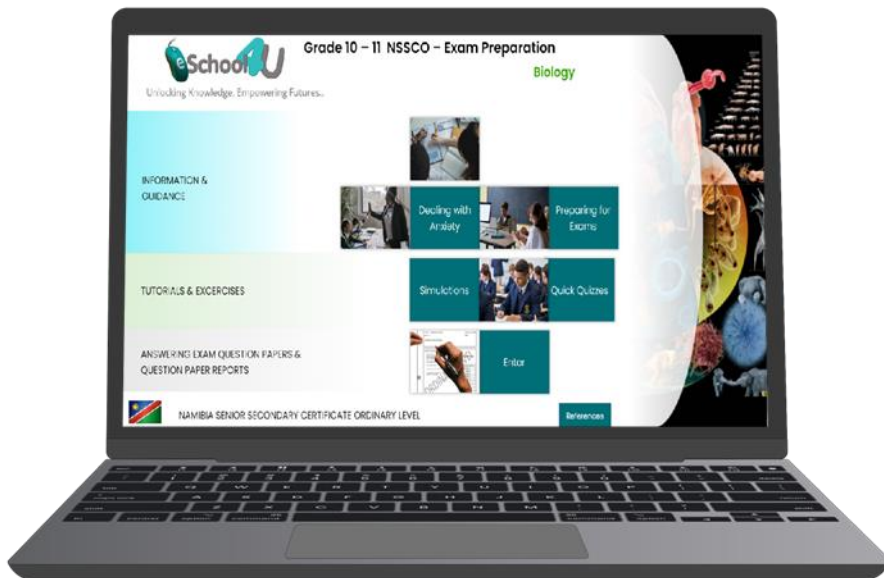 eSchool4U
Grade 10 – 11 NSSCO – Exam Preparation
Biology
Unlocking Knowledge. Empowering Futures...
INFORMATION &
GUIDANCE
Dealing with
Anxiety
Preparing for
Exams
TUTORIALS & EXCERCISES
Simulations
Quick Quizzes
ANSWERING EXAM QUESTION PAPERS &
QUESTION PAPER REPORTS
Enter
NAMIBIA SENIOR SECONDARY CERTIFICATE ORDINARY LEVEL
References
Q W E R T Y U I O P
A S D F G H J K L
Z X C V B N M